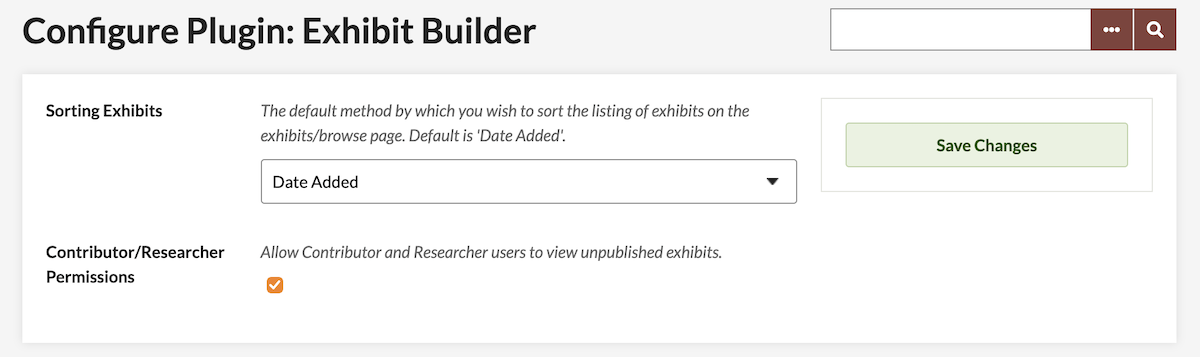 Configure Plugin: Exhibit Builder
Sorting Exhibits
The default method by which you wish to sort the listing of exhibits on the
exhibits/browse page. Default is 'Date Added'.
Date Added
Save Changes
Contributor/Researcher
Permissions
Allow Contributor and Researcher users to view unpublished exhibits.